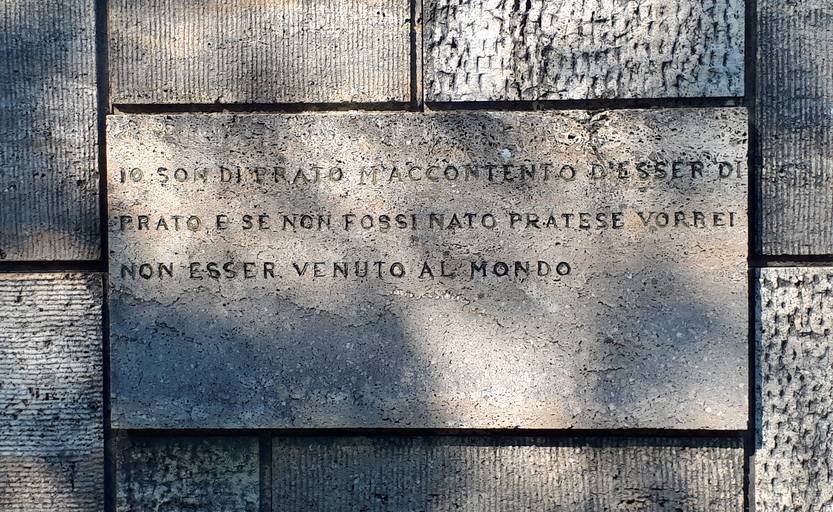 IO SON DI PRATO M'ACCONTENTO D'ESSER DI
PRATO E SE NON FOSSI NATO PRATESE VORREI
NON ESSER VENUTO AL MONDO